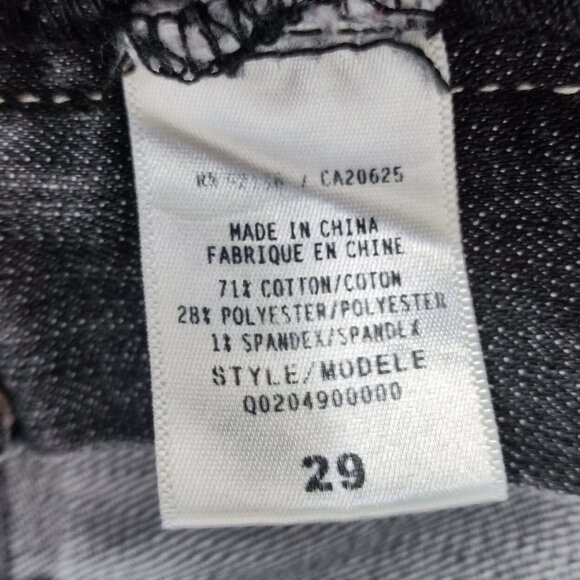 / CA20625
MADE IN CHINA
FABRIQUE EN CHINE
71% COTTON/COTON
28% POLYESTER/POLYESTER
1% SPANDEX/SPANDEX
STYLE/MODELE
Q0204900000
29